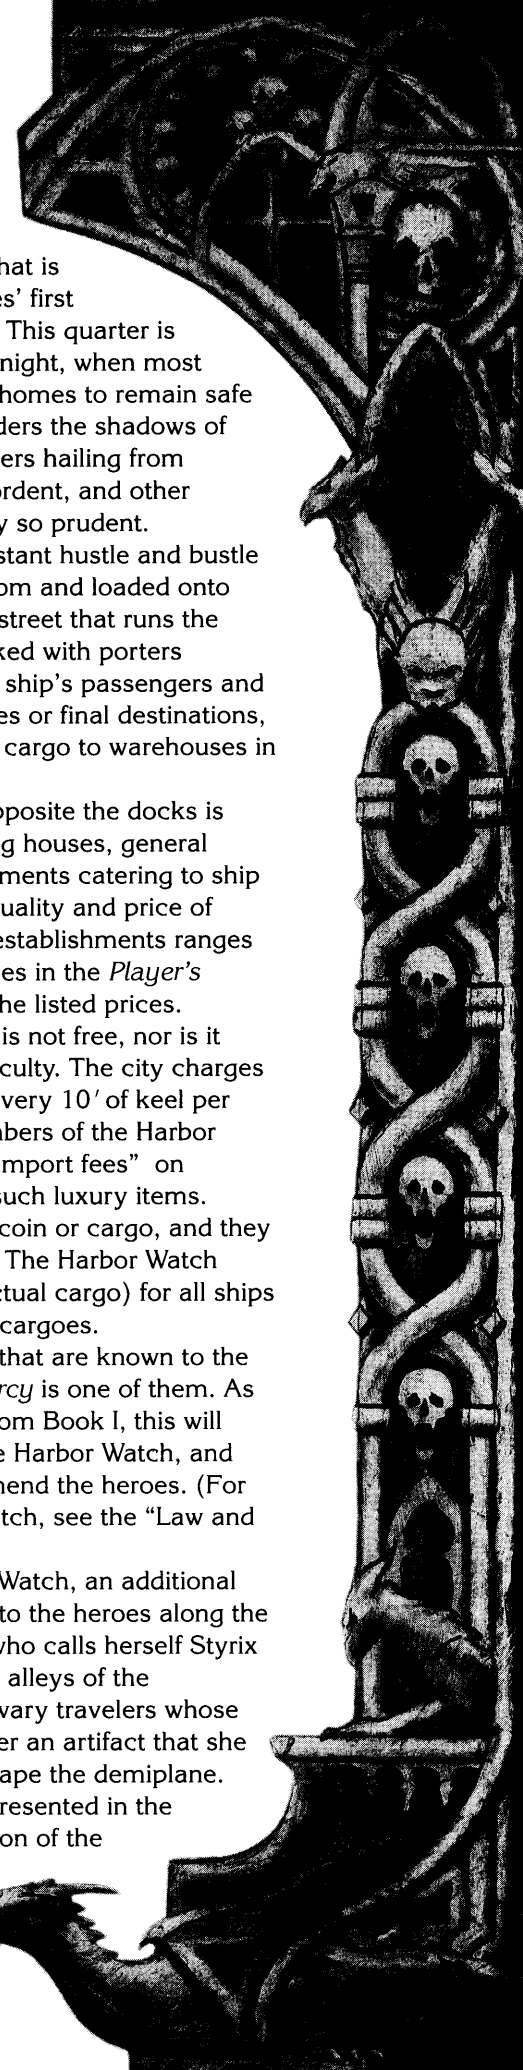 hat is
es’ first
This quarter is
night, when most
homes to remain safe
ders the shadows of
ers hailing from
ordent, and other
y so prudent.
stant hustle and bustle
om and loaded onto
street that runs the
ked with porters
ship’s passengers and
es or final destinations,
cargo to warehouses in
pposite the docks is
g houses, general
ments catering to ship
uality and price of
establishments ranges
es in the Player’s
he listed prices.
is not free, nor is it
culty. The city charges
very 10′ of keel per
nbers of the Harbor
mport fees” on
such luxury items.
coin or cargo, and they
The Harbor Watch
ctual cargo) for all ships
cargoes.
that are known to the
rcy is one of them. As
om Book I, this will
e Harbor Watch, and
nend the heroes. (For
tch, see the “Law and
Watch, an additional
to the heroes along the
who calls herself Styrix
alleys of the
wary travelers whose
er an artifact that she
ape the demiplane.
resented in the
on of the